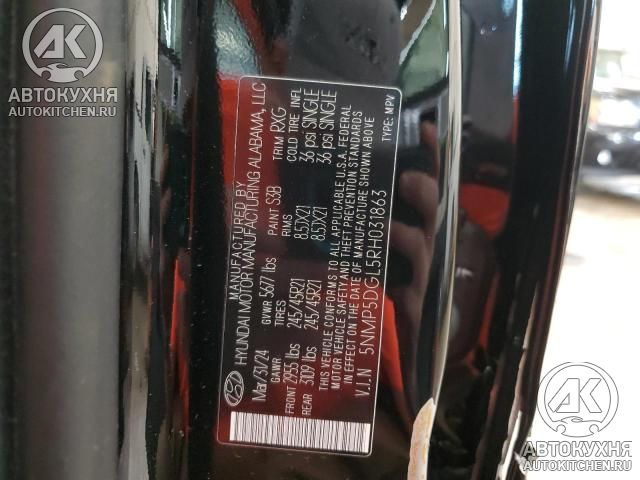 АВТОКУХНЯ
AUTOKITCHEN.RU
MANUFACTURED BY
HYUNDAI MOTOR MANUFACTURING ALABAMA, LLC
Mar/31/24 GVWR 5677 lbs PAINT S3B TRIM RXG
GAWR TIRES RIMS COLD TIRE INFL
FRONT 2955 lbs 245/45R21 8.5JX21 36 psi SINGLE
REAR 3109 lbs 245/45R21 8.5JX21 36 psi SINGLE
THIS VEHICLE CONFORMS TO ALL APPLICABLE U.S.A. FEDERAL
MOTOR VEHICLE SAFETY AND THEFT PREVENTION STANDARDS
IN EFFECT ON THE DATE OF MANUFACTURE SHOWN ABOVE
V.I.N 5NMP5DGL5RH031863 TYPE: MPV
АВТОКУХНЯ
AUTOKITCHEN.RU